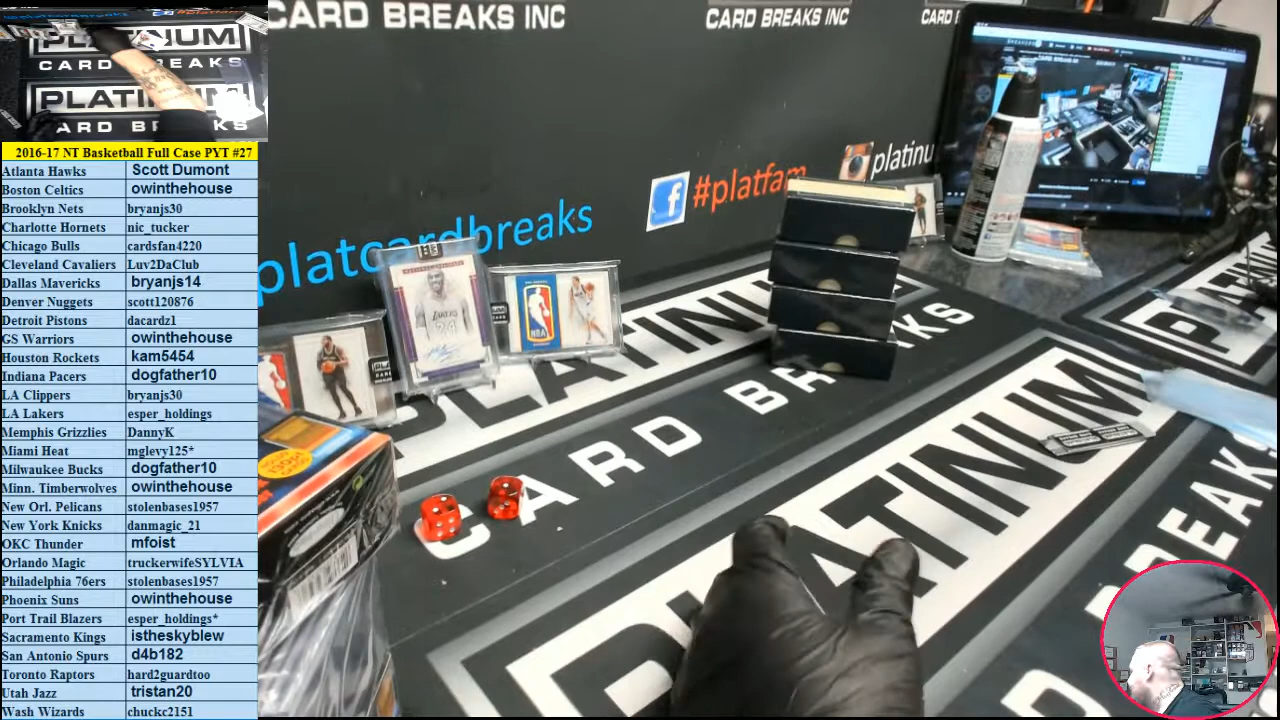 CARD BREAKS INC
CARD BREAKS INC
CARD B
PLATINUM
CARD BREAKS
PLATINUM
CARD BREAKS
2016-17 NT Basketball Full Case PYT #27
Atlanta Hawks Scott Dumont
Boston Celtics owinthehouse
Brooklyn Nets bryanjs30
Charlotte Hornets nic_tucker
Chicago Bulls cardsfan4220
Cleveland Cavaliers Luv2DaClub
Dallas Mavericks bryanjs14
Denver Nuggets scott120876
Detroit Pistons dacardz1
GS Warriors owinthehouse
Houston Rockets kam5454
Indiana Pacers dogfather10
LA Clippers bryanjs30
LA Lakers esper_holdings
Memphis Grizzlies DannyK
Miami Heat mglevy125*
Milwaukee Bucks dogfather10
Minn. Timberwolves owinthehouse
New Orl. Pelicans stolenbases1957
New York Knicks danmagic_21
OKC Thunder mfoist
Orlando Magic truckerwifeSYLVIA
Philadelphia 76ers stolenbases1957
Phoenix Suns owinthehouse
Port Trail Blazers esper_holdings*
Sacramento Kings istheskyblew
San Antonio Spurs d4b182
Toronto Raptors hard2guardtoo
Utah Jazz tristan20
Wash Wizards chuckc2151
platcardbreaks
f #platfam
platinu
LAKERS
24
NBA
PLATINUM
CARD BREAKS
PLATINUM
BREAK